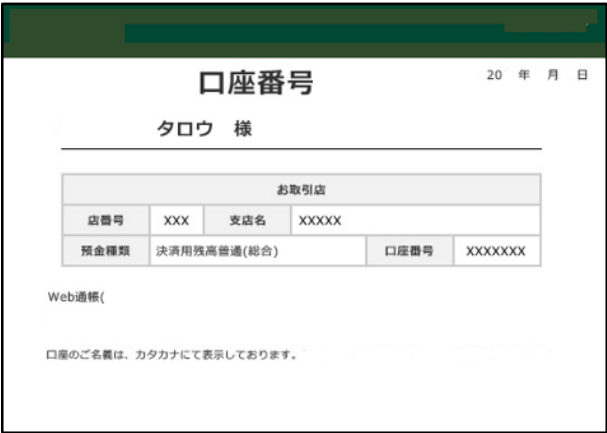 口座番号
20 年 月 日
タロウ 様
お取引店
店番号 XXX 支店名 XXXXX
預金種類 決済用残高普通(総合) 口座番号 XXXXXXX
Web通帳(
口座のご名義は、カタカナにて表示しております。